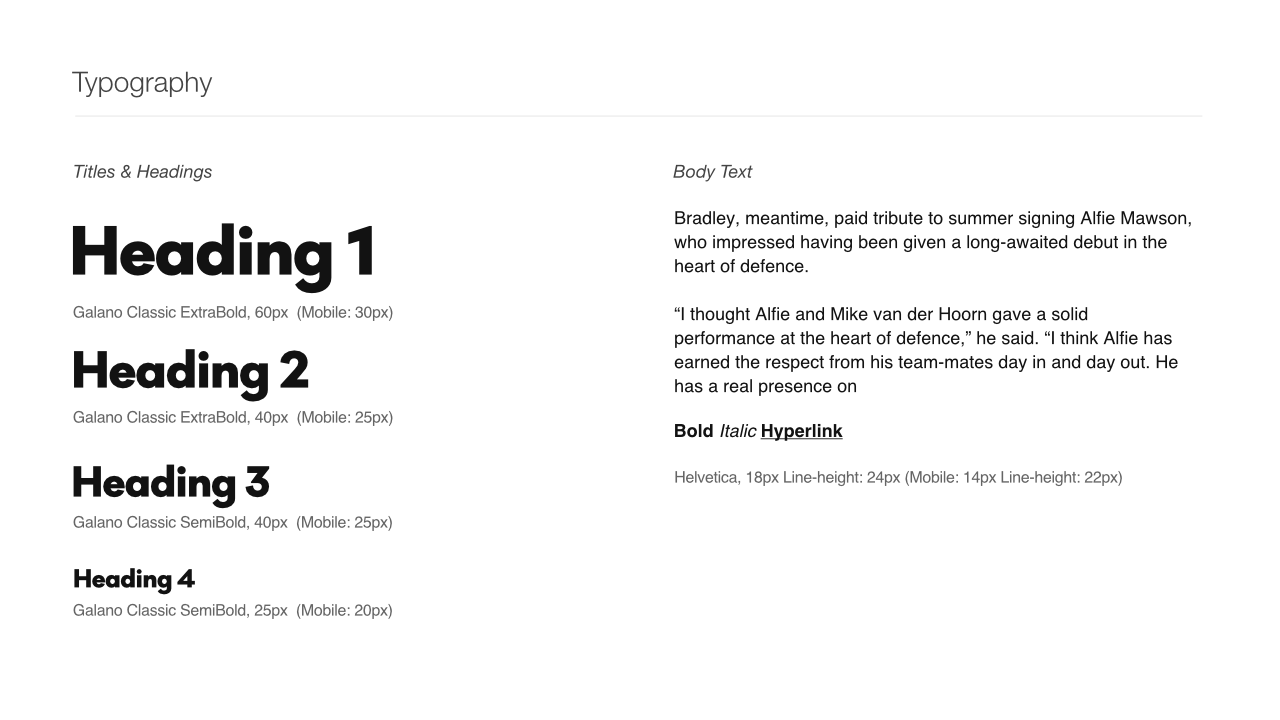 Typography
Titles & Headings
Heading 1
Galano Classic ExtraBold, 60px  (Mobile: 30px)
Heading 2
Galano Classic ExtraBold, 40px  (Mobile: 25px)
Heading 3
Galano Classic SemiBold, 40px  (Mobile: 25px)
Heading 4
Galano Classic SemiBold, 25px  (Mobile: 20px)
Body Text
Bradley, meantime, paid tribute to summer signing Alfie Mawson,
who impressed having been given a long-awaited debut in the
heart of defence.
“I thought Alfie and Mike van der Hoorn gave a solid
performance at the heart of defence,” he said. “I think Alfie has
earned the respect from his team-mates day in and day out. He
has a real presence on
Bold Italic Hyperlink
Helvetica, 18px Line-height: 24px (Mobile: 14px Line-height: 22px)